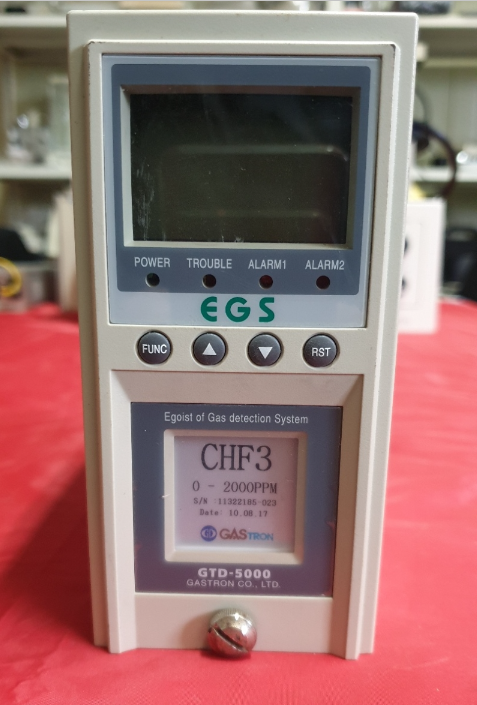 POWER TROUBLE ALARM1 ALARM2
EGS
FUNC RST
Egoist of Gas detection System
CHF3
0 - 2000PPM
S/N :11322185-023
Date: 10.08.17
GASTRON
GTD-5000
GASTRON CO., LTD.